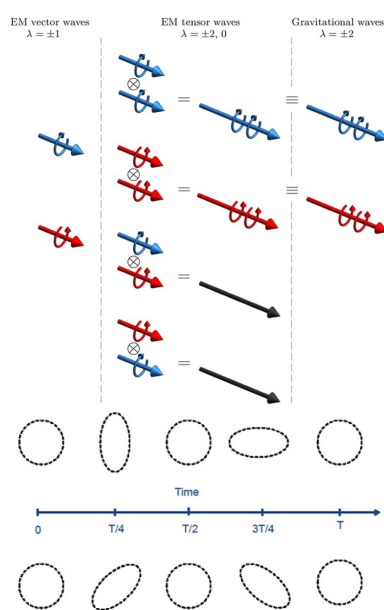 EM vector waves
λ = ±1
EM tensor waves
λ = ±2, 0
Gravitational waves
λ = ±2
⊗
=
≡
⊗
=
≡
⊗
=
⊗
=
Time
0
T/4
T/2
3T/4
T